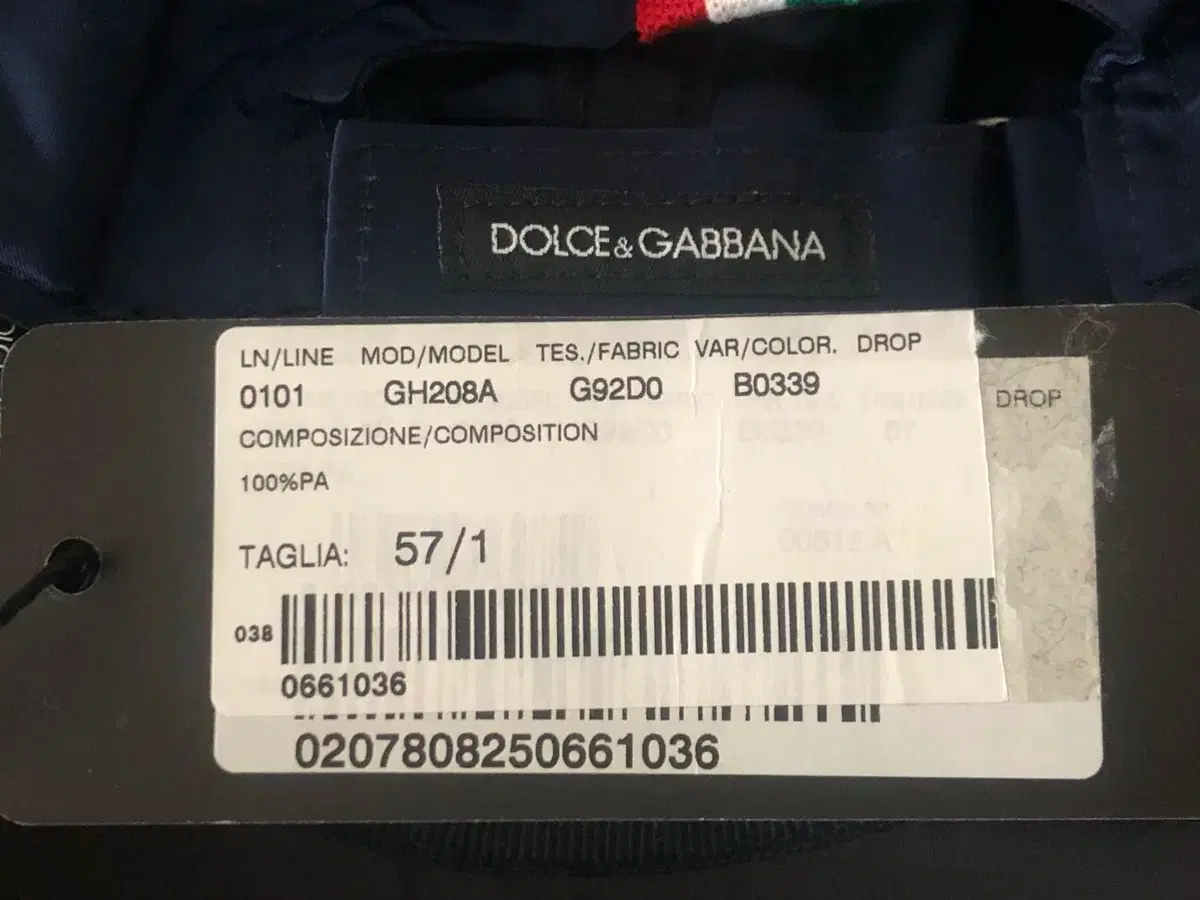 DOLCE&GABBANA
LN/LINE MOD/MODEL TES./FABRIC VAR/COLOR. DROP
0101 GH208A G92D0 B0339
DROP
COMPOSIZIONE/COMPOSITION
100%PA
TAGLIA: 57/1
038
0661036
0207808250661036